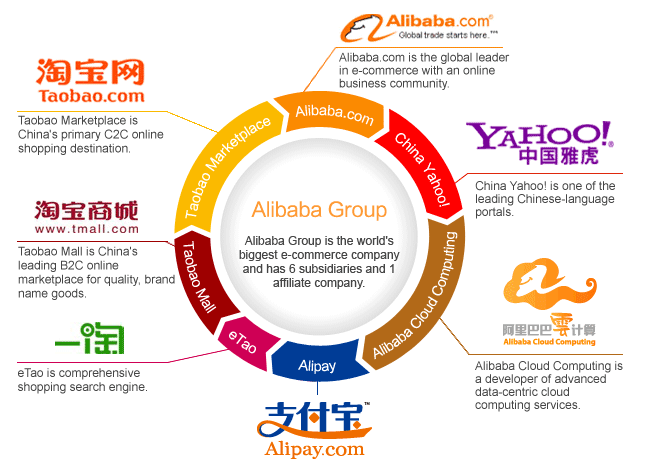 Alibaba.com®
Global trade starts here.™
Alibaba.com is the global leader
in e-commerce with an online
business community.
淘宝网
Taobao.com
Taobao Marketplace is
China's primary C2C online
shopping destination.
Taobao Marketplace
Alibaba.com
China Yahoo!
YAHOO!®
中国雅虎
China Yahoo! is one of the
leading Chinese-language
portals.
淘宝商城
www.tmall.com
Taobao Mall is China's
leading B2C online
marketplace for quality, brand
name goods.
Alibaba Group
Alibaba Group is the world's
biggest e-commerce company
and has 6 subsidiaries and 1
affiliate company.
Taobao Mall
Alibaba Cloud Computing
阿里巴巴雲计算
Alibaba Cloud Computing
Alibaba Cloud Computing is
a developer of advanced
data-centric cloud
computing services.
一淘
eTao is comprehensive
shopping search engine.
eTao
Alipay
支付宝™
Alipay.com